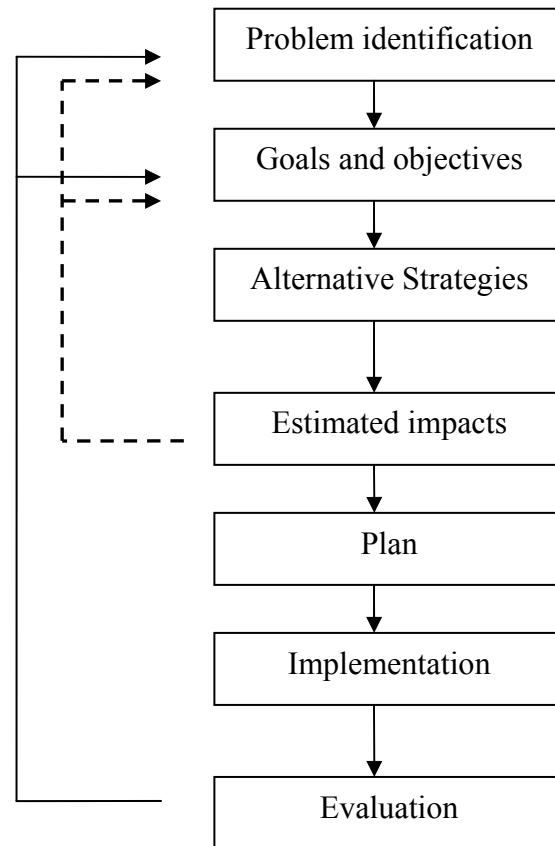 Problem identification
Goals and objectives
Alternative Strategies
Estimated impacts
Plan
Implementation
Evaluation